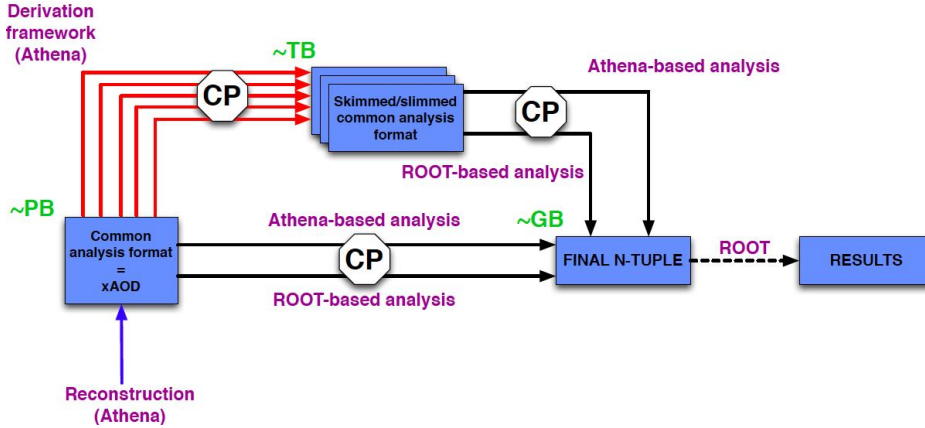 Derivation
framework
(Athena)
~TB
CP
Skimmed/slimmed
common analysis
format
CP
Athena-based analysis
ROOT-based analysis
~PB
Common
analysis format
=
xAOD
Athena-based analysis
CP
ROOT-based analysis
~GB
FINAL N-TUPLE
ROOT
RESULTS
Reconstruction
(Athena)